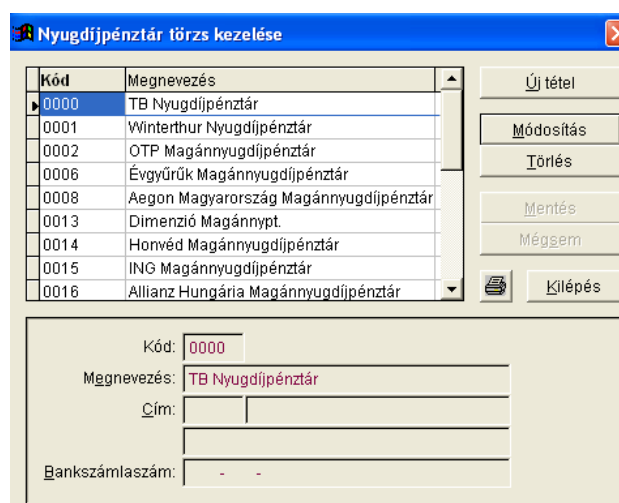 Nyugdíjpénztár törzs kezelése
Kód Megnevezés
0000 TB Nyugdíjpénztár
0001 Winterthur Nyugdíjpénztár
0002 OTP Magánnyugdíjpénztár
0006 Évgyűrűk Magánnyugdíjpénztár
0008 Aegon Magyarország Magánnyugdíjpénztár
0013 Dimenzió Magánnypt.
0014 Honvéd Magánnyugdíjpénztár
0015 ING Magánnyugdíjpénztár
0016 Allianz Hungária Magánnyugdíjpénztár
Új tétel
Módosítás
Törlés
Mentés
Mégsem
Kilépés
Kód: 0000
Megnevezés: TB Nyugdíjpénztár
Cím:
Bankszámlaszám: - -